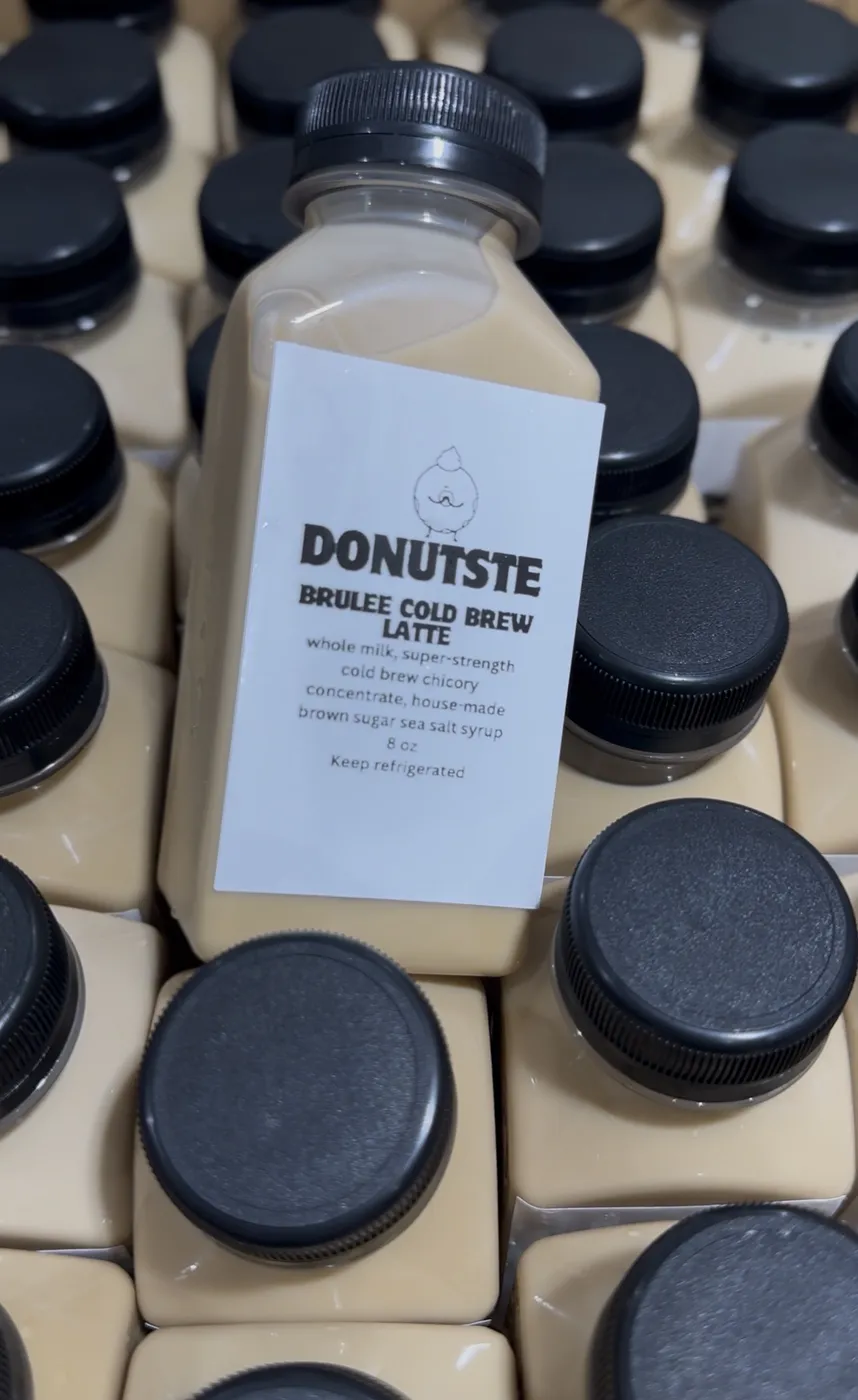 DONUTSTE
BRULEE COLD BREW
LATTE
whole milk, super-strength
cold brew chicory
concentrate, house-made
brown sugar sea salt syrup
8 oz
Keep refrigerated